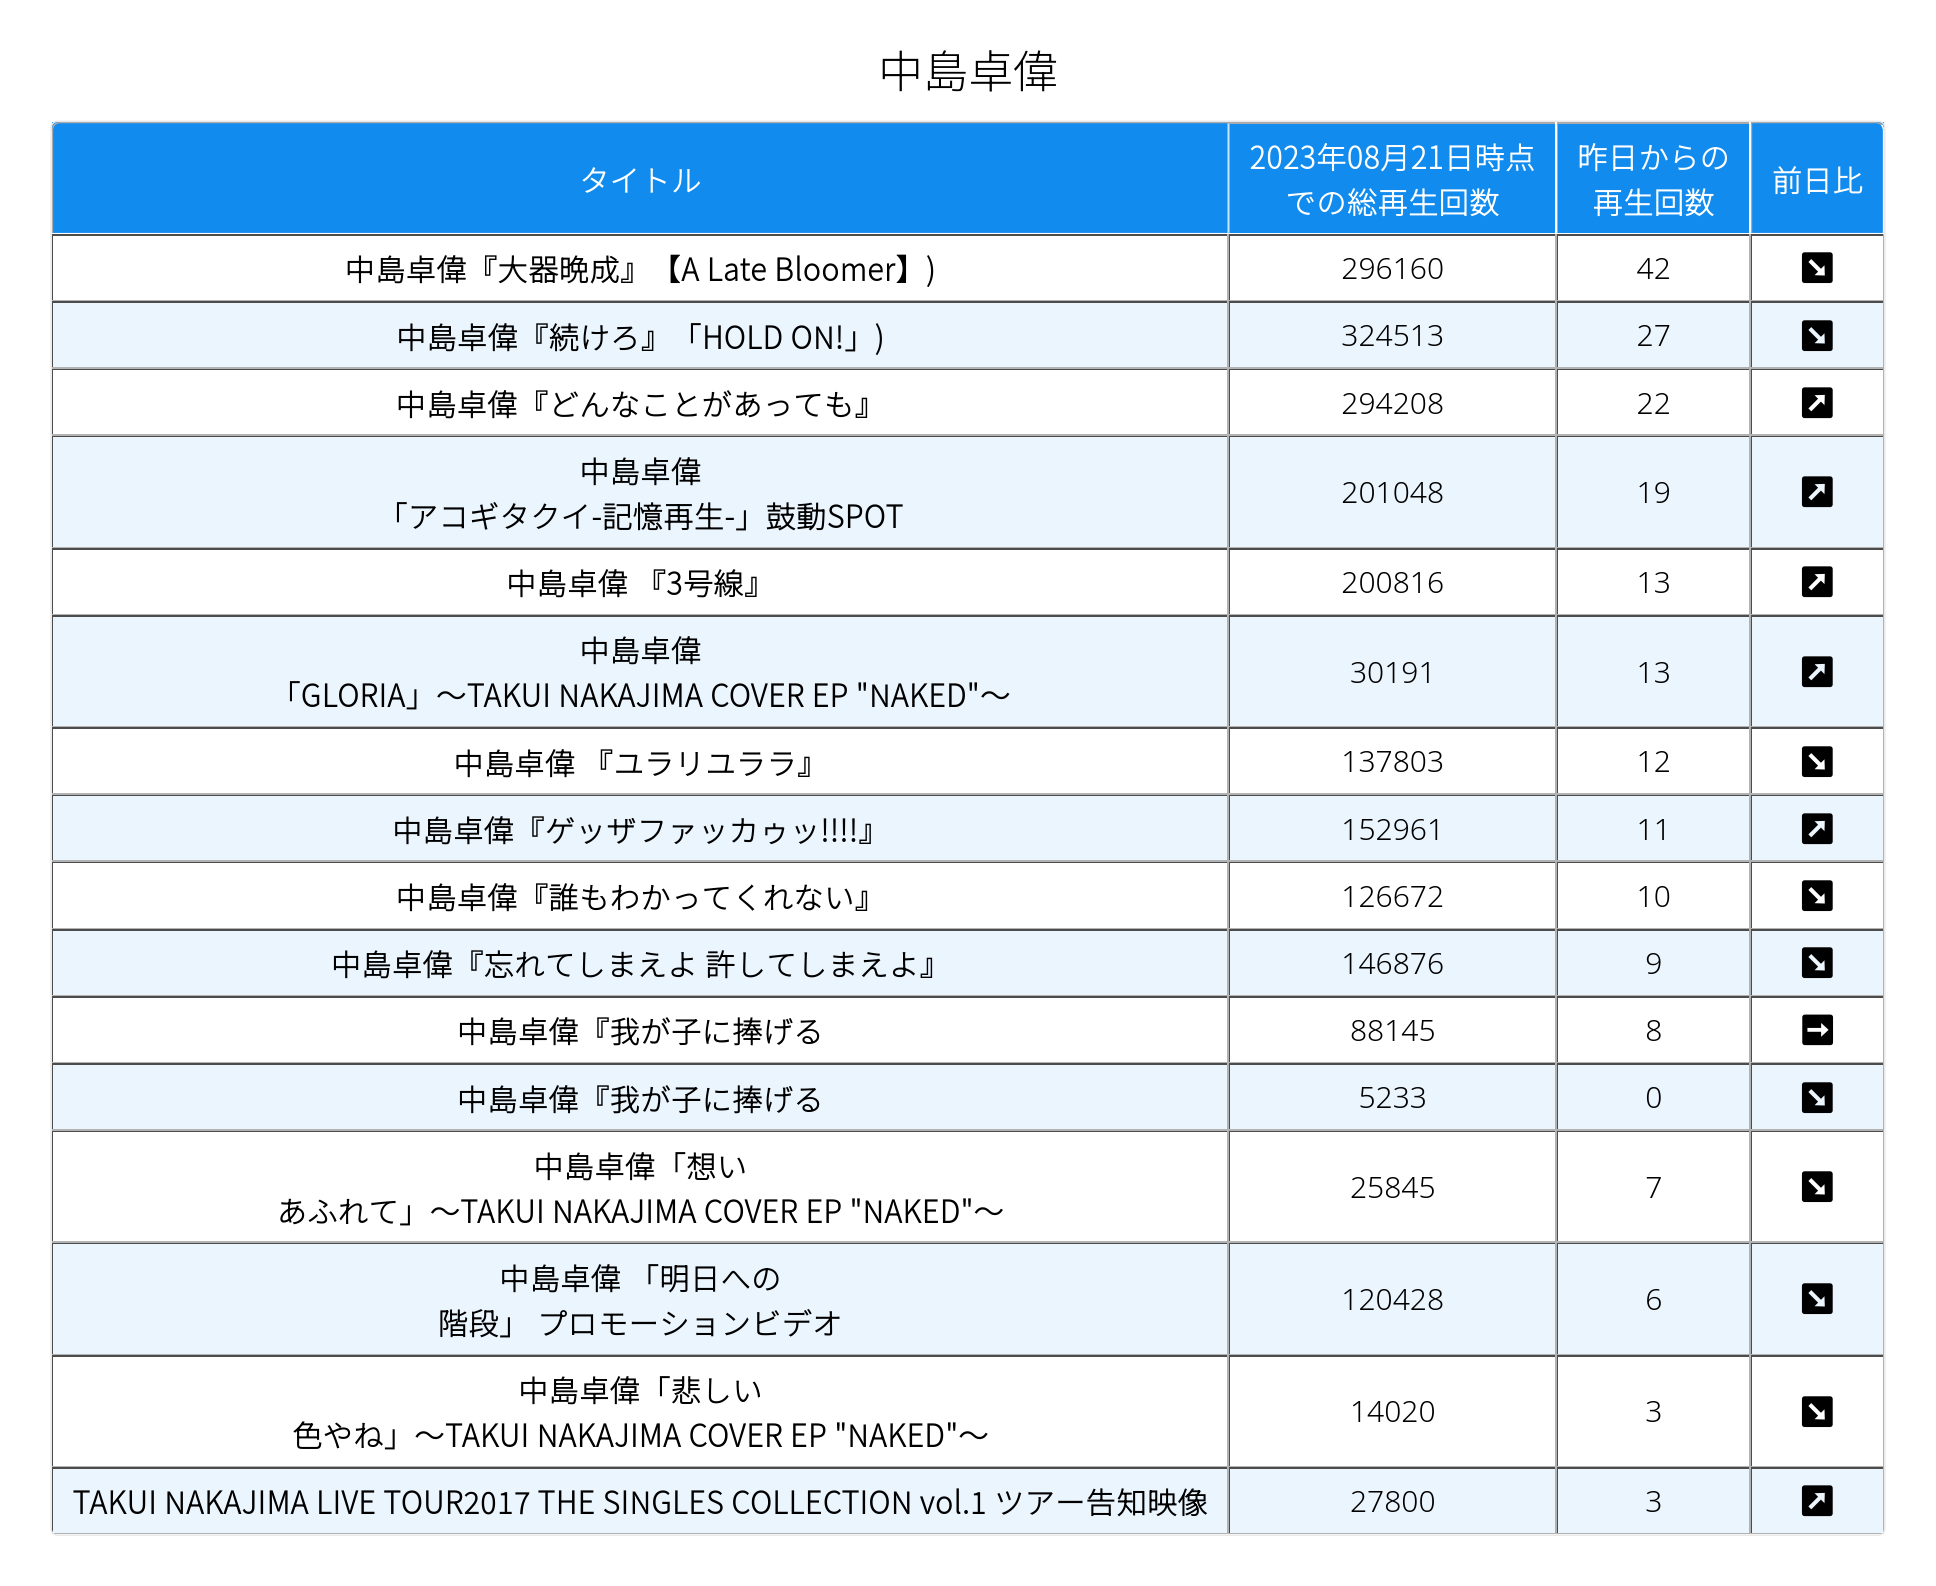 中島卓偉
タイトル
2023年08月21日時点
での総再生回数
昨日からの
再生回数
前日比
中島卓偉『大器晩成』【A Late Bloomer】)
296160
42
中島卓偉『続けろ』「HOLD ON!」)
324513
27
中島卓偉『どんなことがあっても』
294208
22
中島卓偉
「アコギタクイ-記憶再生-」鼓動SPOT
201048
19
中島卓偉 『3号線』
200816
13
中島卓偉
「GLORIA」〜TAKUI NAKAJIMA COVER EP "NAKED"〜
30191
13
中島卓偉 『ユラリユララ』
137803
12
中島卓偉『ゲッザファッカゥッ!!!!』
152961
11
中島卓偉『誰もわかってくれない』
126672
10
中島卓偉『忘れてしまえよ 許してしまえよ』
146876
9
中島卓偉『我が子に捧げる
88145
8
中島卓偉『我が子に捧げる
5233
0
中島卓偉「想い
あふれて」〜TAKUI NAKAJIMA COVER EP "NAKED"〜
25845
7
中島卓偉 「明日への
階段」 プロモーションビデオ
120428
6
中島卓偉「悲しい
色やね」〜TAKUI NAKAJIMA COVER EP "NAKED"〜
14020
3
TAKUI NAKAJIMA LIVE TOUR2017 THE SINGLES COLLECTION vol.1 ツアー告知映像
27800
3